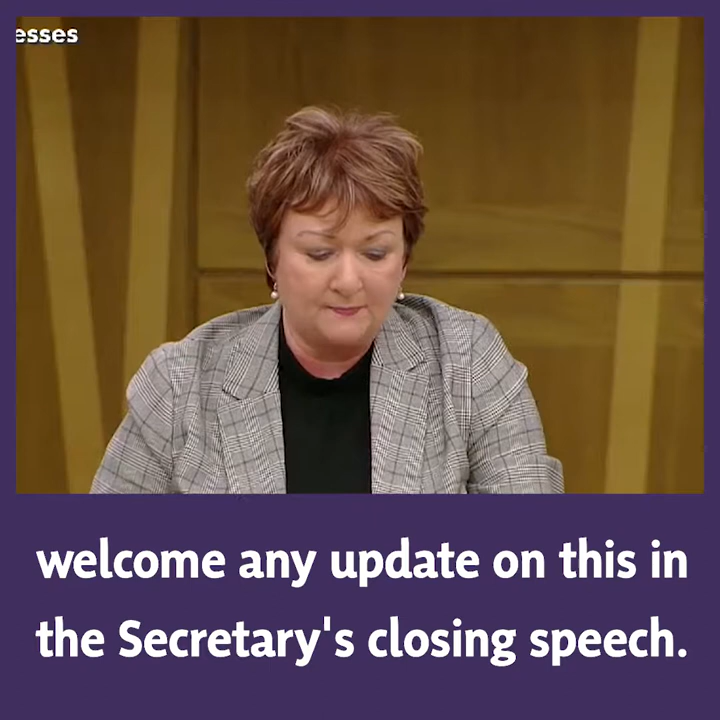 esses
welcome any update on this in
the Secretary's closing speech.